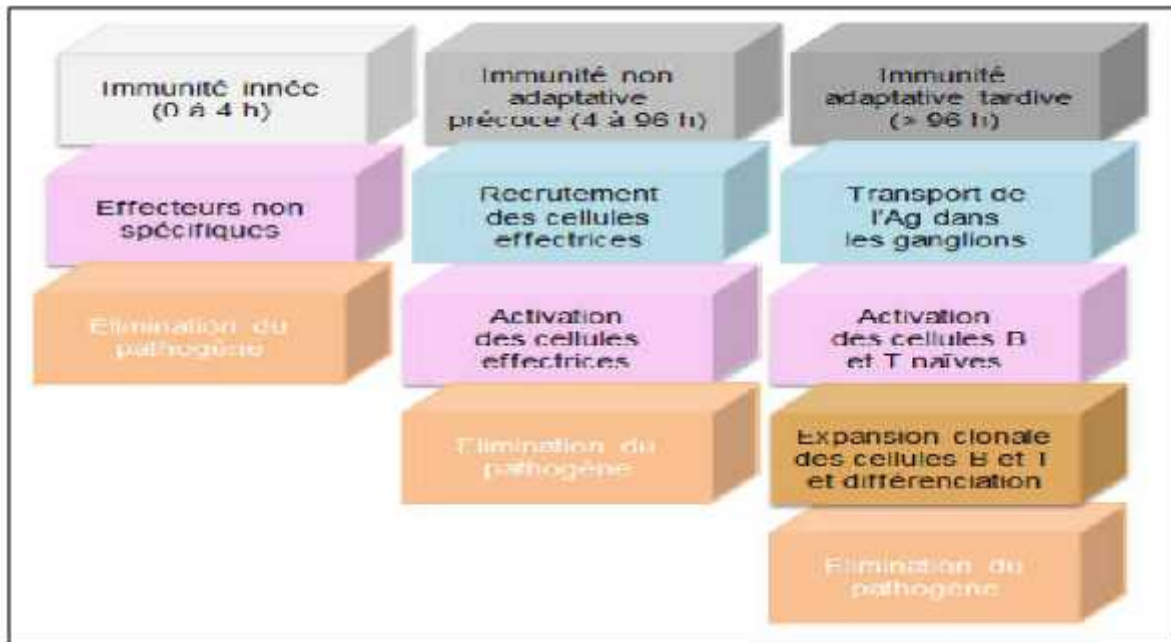 Immunité innée
(0 à 4 h)
Immunité non
adaptative
précoce (4 à 96 h)
Immunité
adaptative tardive
(> 96 h)
Effecteurs non
spécifiques
Recrutement
des cellules
effectrices
Transport de
l'Ag dans
les ganglions
Elimination du
pathogène
Activation
des cellules
effectrices
Activation
des cellules B
et T naïves
Elimination du
pathogène
Expansion clonale
des cellules B et T
et différenciation
Elimination du
pathogène